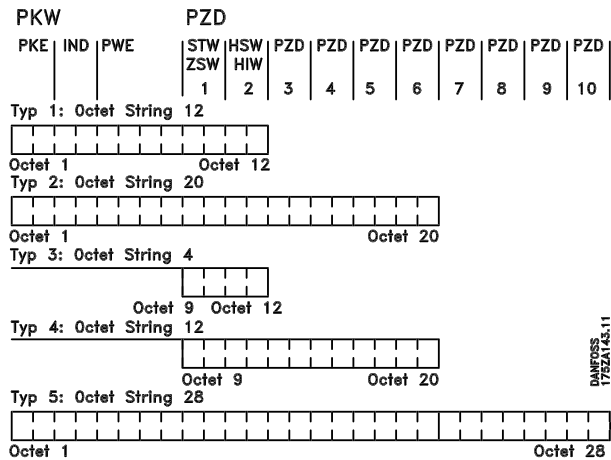 PKW PZD
PKE IND PWE STW HSW PZD PZD PZD PZD PZD PZD PZD PZD
ZSW HIW
1 2 3 4 5 6 7 8 9 10
Typ 1: Octet String 12
Octet 1 Octet 12
Typ 2: Octet String 20
Octet 1 Octet 20
Typ 3: Octet String 4
Octet 9 Octet 12
Typ 4: Octet String 12
Octet 9 Octet 20
Typ 5: Octet String 28
Octet 1 Octet 28
DANFOSS
175ZA143.11